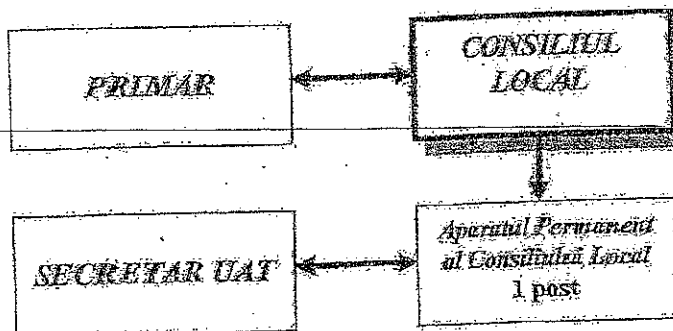 PRIMAR
CONSILIUL
LOCAL
SECRETAR UAT
Aparatul Permanent
al Consiliului Local
1 post